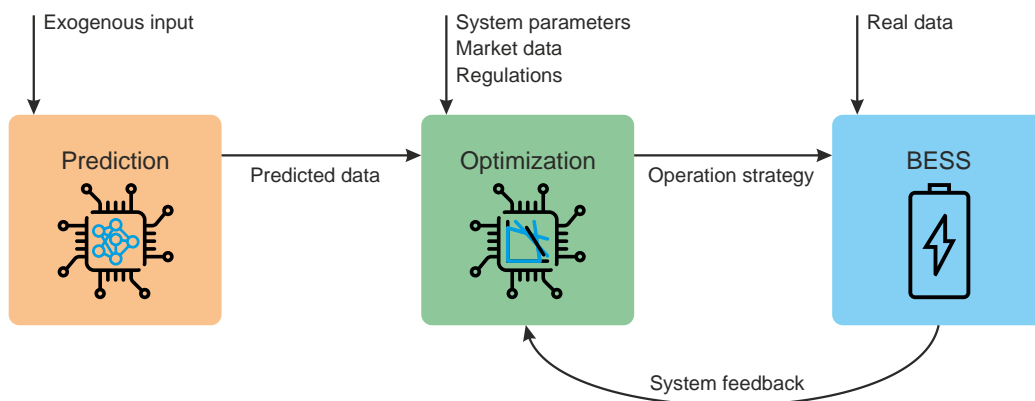 Exogenous input
System parameters
Market data
Regulations
Real data
Prediction
Predicted data
Optimization
Operation strategy
BESS
System feedback